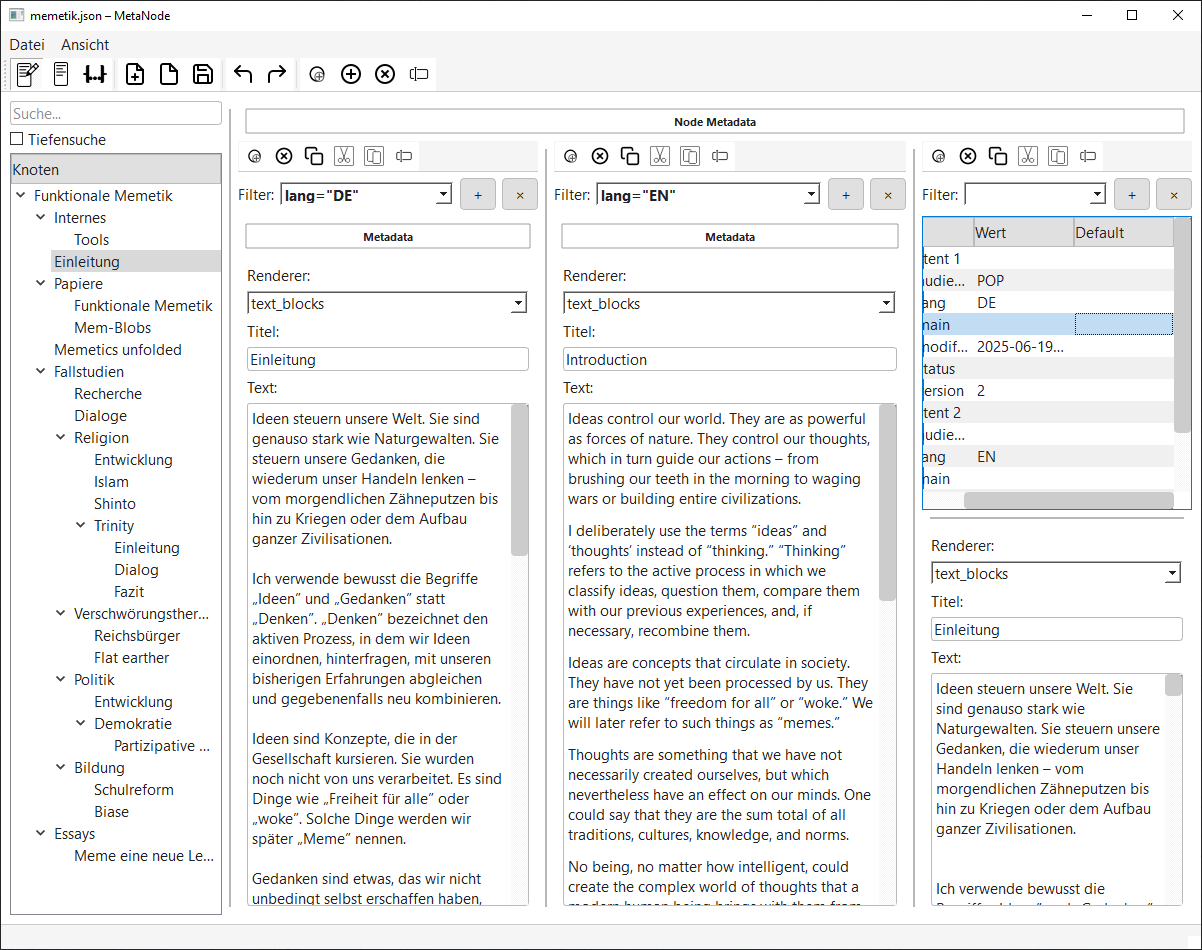 memetik.json – MetaNode
Datei Ansicht
Suche...
Tiefensuche
Knoten
Funktionale Memetik
Internes
Tools
Einleitung
Papiere
Funktionale Memetik
Mem-Blobs
Memetics unfolded
Fallstudien
Recherche
Dialoge
Religion
Entwicklung
Islam
Shinto
Trinity
Einleitung
Dialog
Fazit
Verschwörungsther...
Reichsbürger
Flat earther
Politik
Entwicklung
Demokratie
Partizipative ...
Bildung
Schulreform
Biase
Essays
Meme eine neue Le...
Node Metadata
Filter: lang="DE" + ×
Metadata
Renderer:
text_blocks
Titel:
Einleitung
Text:
Ideen steuern unsere Welt. Sie sind
genauso stark wie Naturgewalten. Sie
steuern unsere Gedanken, die
wiederum unser Handeln lenken –
vom morgendlichen Zähneputzen bis
hin zu Kriegen oder dem Aufbau
ganzer Zivilisationen.
Ich verwende bewusst die Begriffe
„Ideen” und „Gedanken” statt
„Denken”. „Denken” bezeichnet den
aktiven Prozess, in dem wir Ideen
einordnen, hinterfragen, mit unseren
bisherigen Erfahrungen abgleichen
und gegebenenfalls neu kombinieren.
Ideen sind Konzepte, die in der
Gesellschaft kursieren. Sie wurden
noch nicht von uns verarbeitet. Es sind
Dinge wie „Freiheit für alle” oder
„woke”. Solche Dinge werden wir
später „Meme” nennen.
Gedanken sind etwas, das wir nicht
unbedingt selbst erschaffen haben,
Filter: lang="EN" + ×
Metadata
Renderer:
text_blocks
Titel:
Introduction
Text:
Ideas control our world. They are as powerful
as forces of nature. They control our thoughts,
which in turn guide our actions – from
brushing our teeth in the morning to waging
wars or building entire civilizations.
I deliberately use the terms “ideas” and
‘thoughts’ instead of “thinking.” “Thinking”
refers to the active process in which we
classify ideas, question them, compare them
with our previous experiences, and, if
necessary, recombine them.
Ideas are concepts that circulate in society.
They have not yet been processed by us. They
are things like “freedom for all” or “woke.” We
will later refer to such things as “memes.”
Thoughts are something that we have not
necessarily created ourselves, but which
nevertheless have an effect on our minds. One
could say that they are the sum total of all
traditions, cultures, knowledge, and norms.
No being, no matter how intelligent, could
create the complex world of thoughts that a
modern human being brings with them from
Filter: + ×
Wert Default
tent 1
udie... POP
ang DE
nain
nodif... 2025-06-19...
tatus
ersion 2
tent 2
udie...
ang EN
nain
Renderer:
text_blocks
Titel:
Einleitung
Text:
Ideen steuern unsere Welt. Sie
sind genauso stark wie
Naturgewalten. Sie steuern unsere
Gedanken, die wiederum unser
Handeln lenken – vom
morgendlichen Zähneputzen bis
hin zu Kriegen oder dem Aufbau
ganzer Zivilisationen.
Ich verwende bewusst die